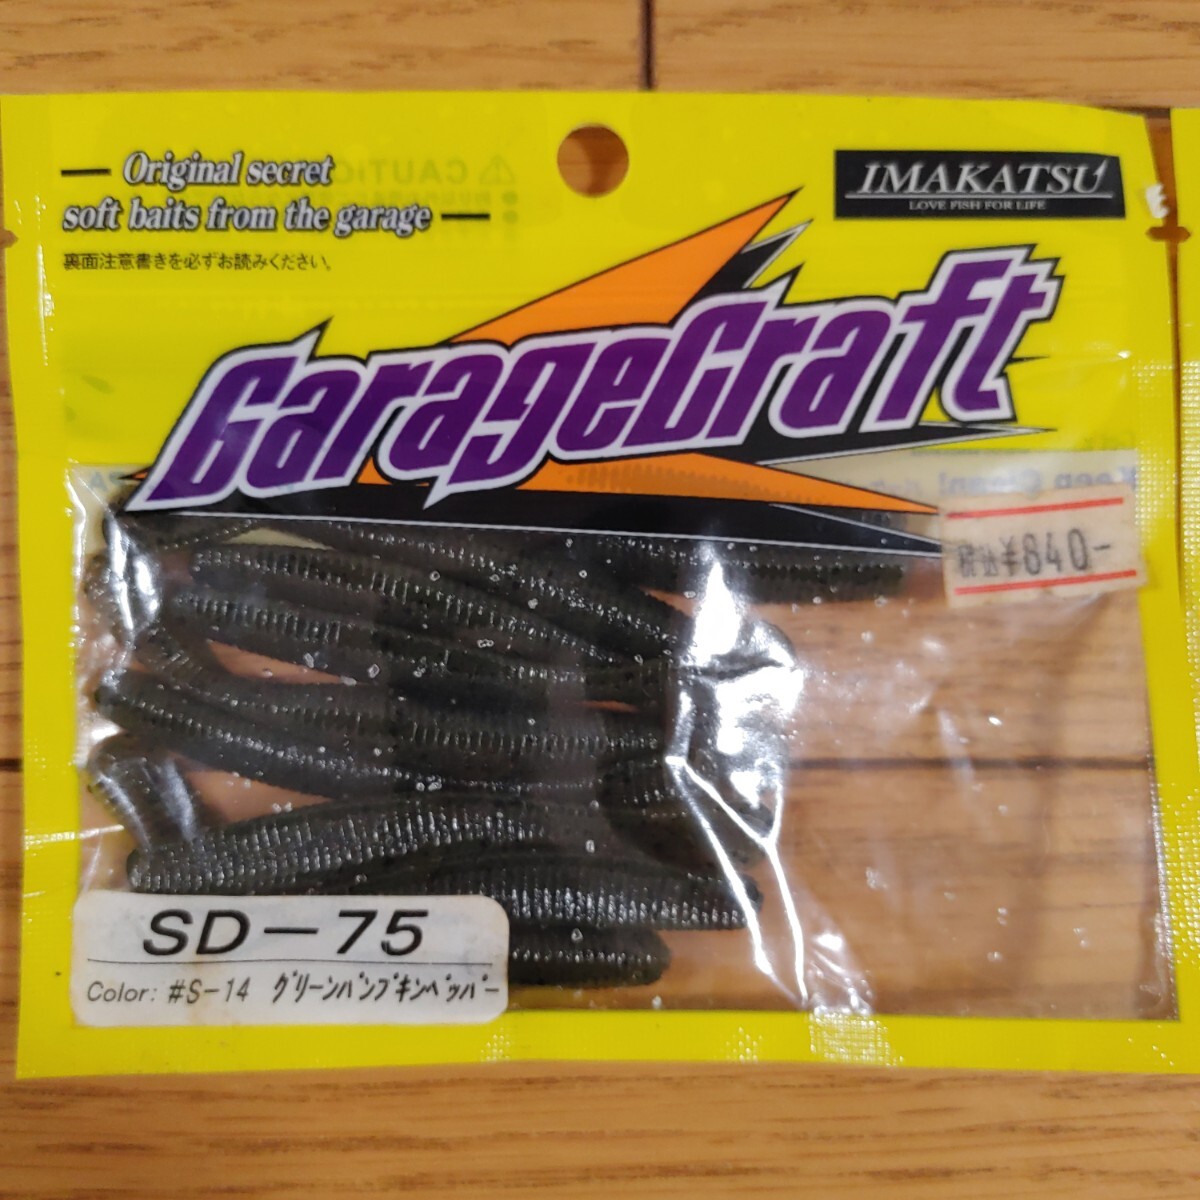 Original secret
soft baits from the garage
裏面注意書きを必ずお読みください。
IMAKATSU
LOVE FISH FOR LIFE
GarageCraft
税込¥840-
SD-75
Color: #S-14 グリーンパンプキンペッパー